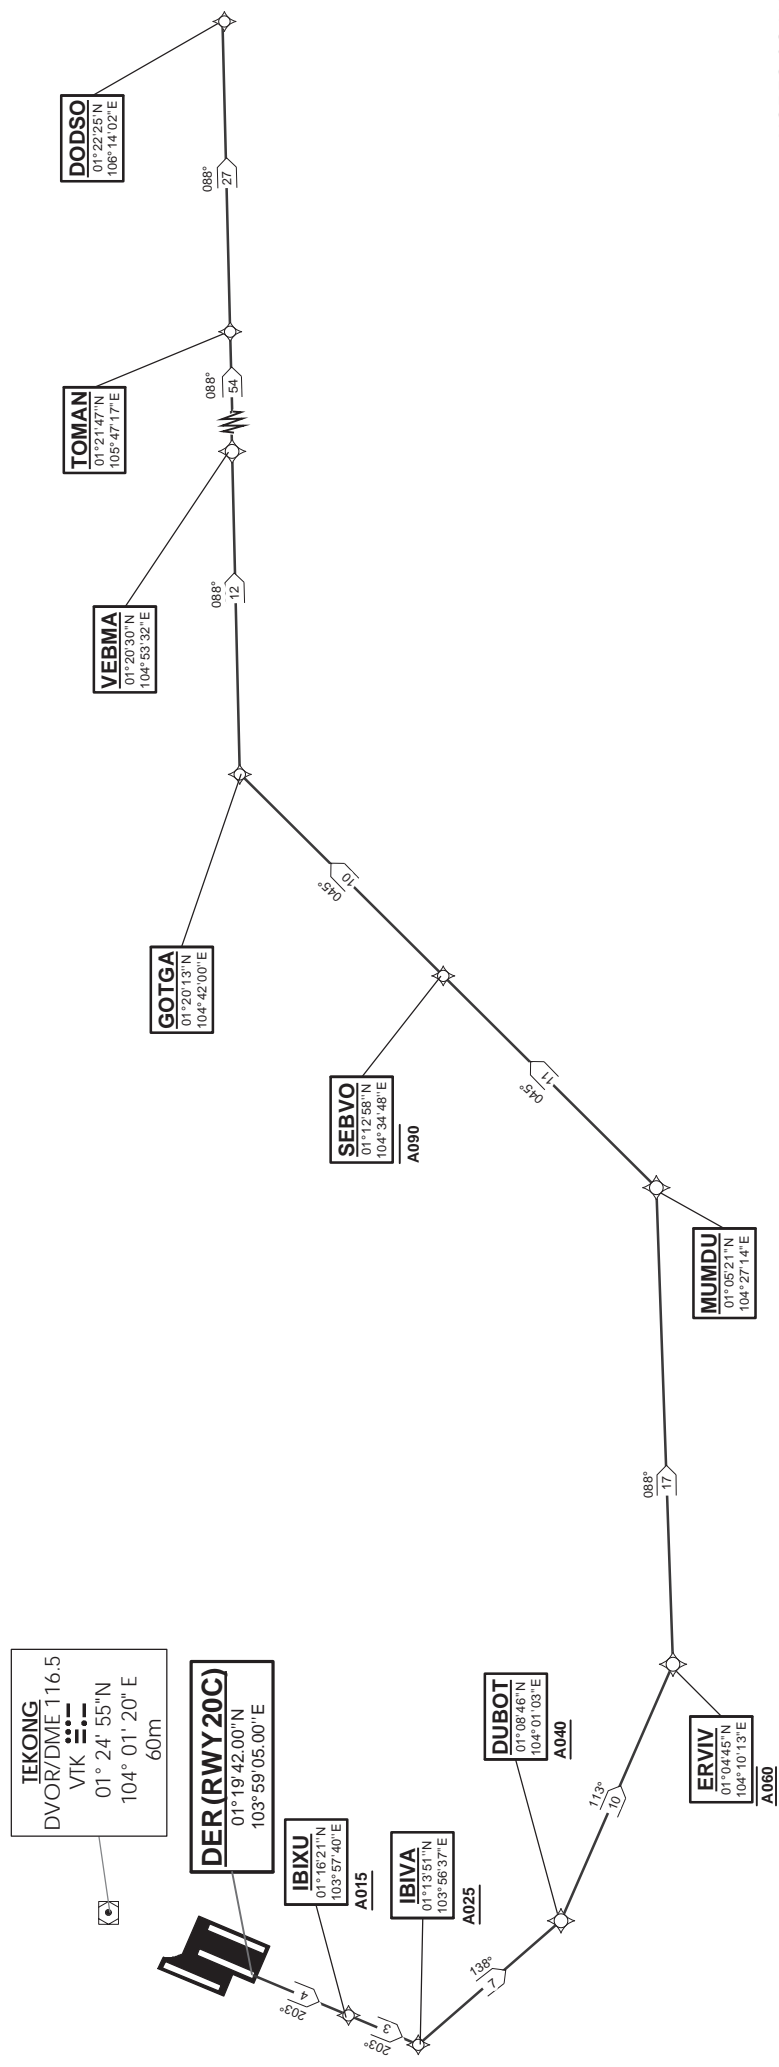 TEKONG
DVOR/DME 116.5
VTK
01° 24' 55"N
104° 01' 20" E
60m
DER (RWY 20C)
01°19'42.00"N
103°59'05.00"E
203°
4
IBIXU
01°16'21"N
103°57'40"E
A015
203°
3
IBIVA
01°13'51"N
103°56'37"E
A025
138°
7
DUBOT
01°08'46"N
104°01'03"E
A040
113°
10
ERVIV
01°04'45"N
104°10'13"E
A060
088°
17
MUMDU
01°05'21"N
104°27'14"E
045°
11
SEBVO
01°12'58"N
104°34'48"E
A090
045°
10
GOTGA
01°20'13"N
104°42'00"E
088°
12
VEBMA
01°20'30"N
104°53'32"E
088°
54
TOMAN
01°21'47"N
105°47'17"E
088°
27
DODSO
01°22'25"N
106°14'02"E